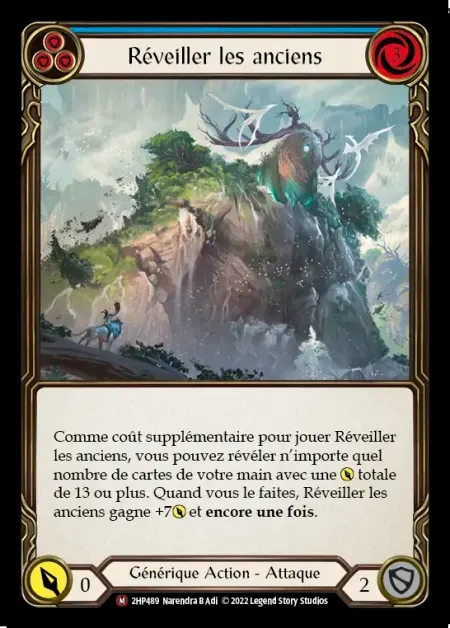 Réveiller les anciens
3
Comme coût supplémentaire pour jouer Réveiller
les anciens, vous pouvez révéler n'importe quel
nombre de cartes de votre main avec une totale
de 13 ou plus. Quand vous le faites, Réveiller les
anciens gagne +7 et encore une fois.
0
Générique Action - Attaque
2
M 2HP489 Narendra B Adi © 2022 Legend Story Studios